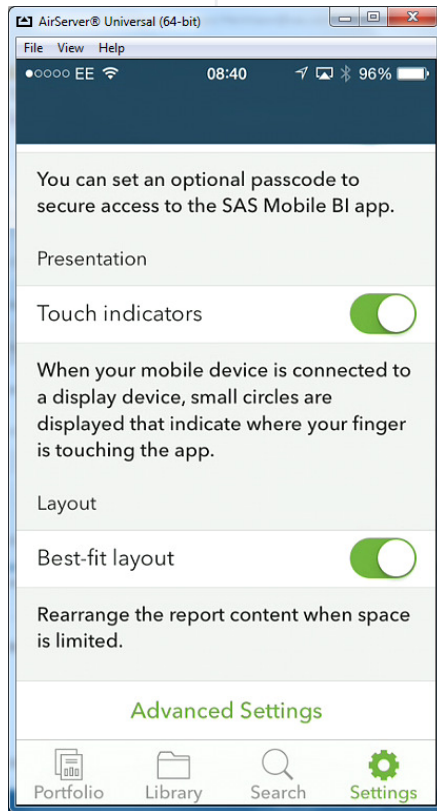 AirServer® Universal (64-bit)
File View Help
EE 08:40 96%
You can set an optional passcode to
secure access to the SAS Mobile BI app.
Presentation
Touch indicators
When your mobile device is connected to
a display device, small circles are
displayed that indicate where your finger
is touching the app.
Layout
Best-fit layout
Rearrange the report content when space
is limited.
Advanced Settings
Portfolio Library Search Settings